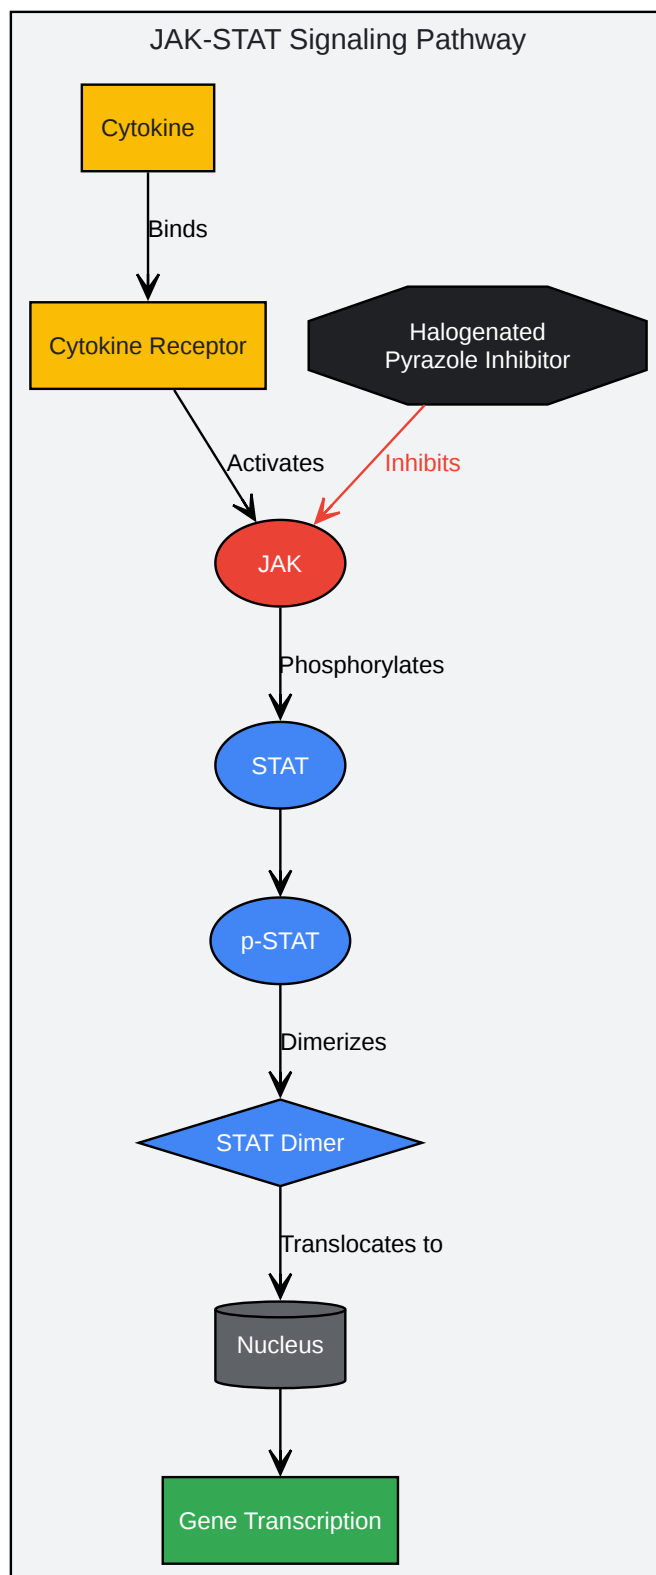 JAK-STAT Signaling Pathway
Cytokine
Binds
Cytokine Receptor
Halogenated
Pyrazole Inhibitor
Activates
Inhibits
JAK
Phosphorylates
STAT
p-STAT
Dimerizes
STAT Dimer
Translocates to
Nucleus
Gene Transcription